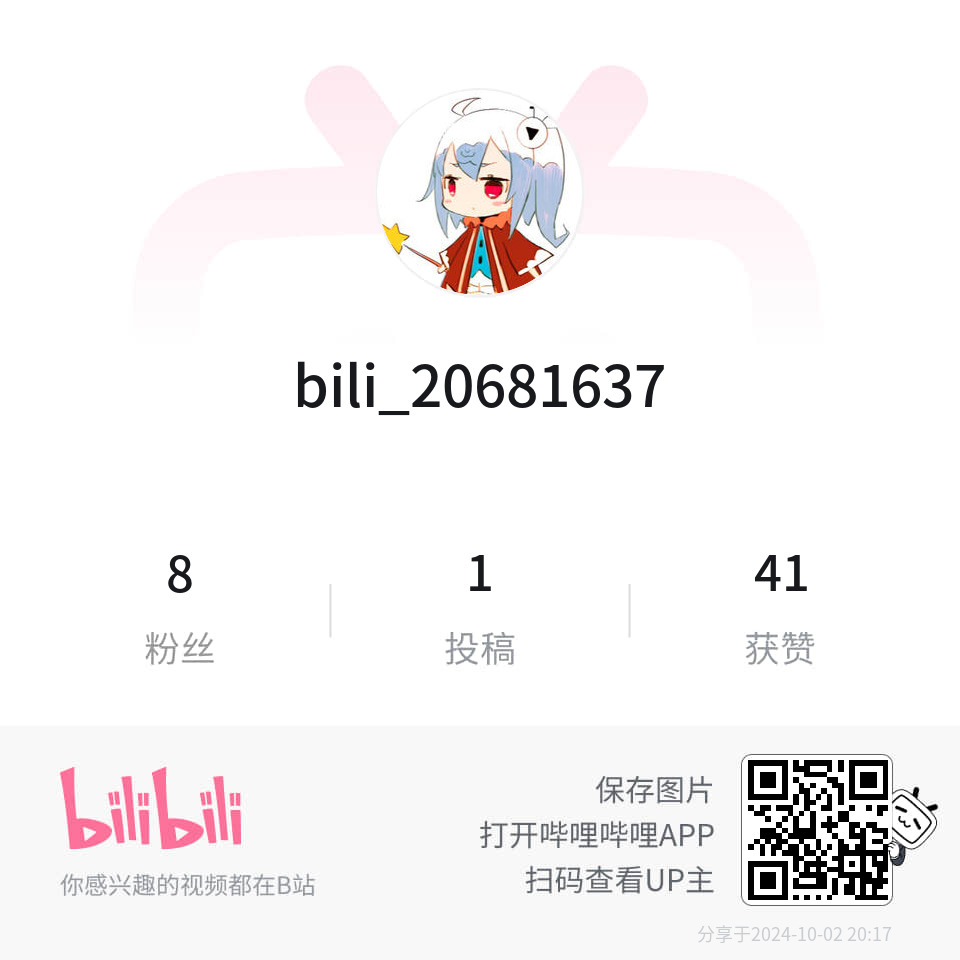 bili_20681637
8
1
41
粉丝
投稿
获赞
bilibili
你感兴趣的视频都在B站
保存图片
打开哔哩哔哩APP
扫码查看UP主
分享于2024-10-02 20:17